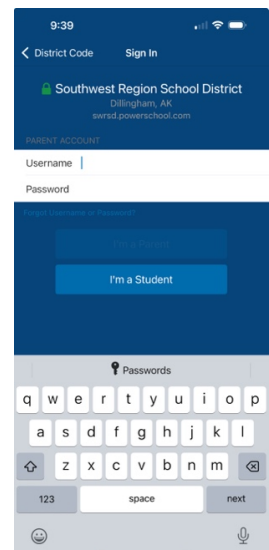 9:39
District Code Sign In
Southwest Region School District
Dillingham, AK
swrsd.powerschool.com
PARENT ACCOUNT
Username
Password
Forgot Username or Password?
I'm a Parent
I'm a Student
Passwords
q w e r t y u i o p
a s d f g h j k l
z x c v b n m
123 space next